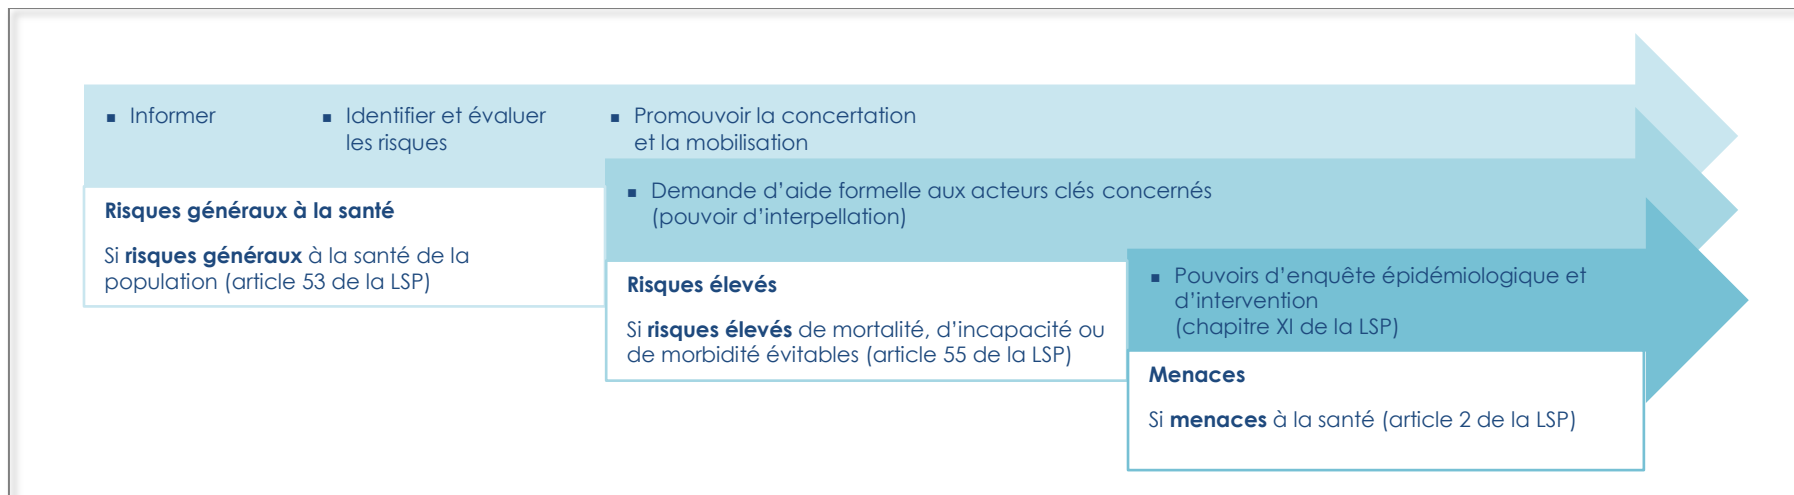 ▪ Informer
▪ Identifier et évaluer
les risques
▪ Promouvoir la concertation
et la mobilisation
Risques généraux à la santé
Si risques généraux à la santé de la
population (article 53 de la LSP)
▪ Demande d’aide formelle aux acteurs clés concernés
(pouvoir d’interpellation)
Risques élevés
Si risques élevés de mortalité, d’incapacité ou
de morbidité évitables (article 55 de la LSP)
▪ Pouvoirs d’enquête épidémiologique et
d’intervention
(chapitre XI de la LSP)
Menaces
Si menaces à la santé (article 2 de la LSP)